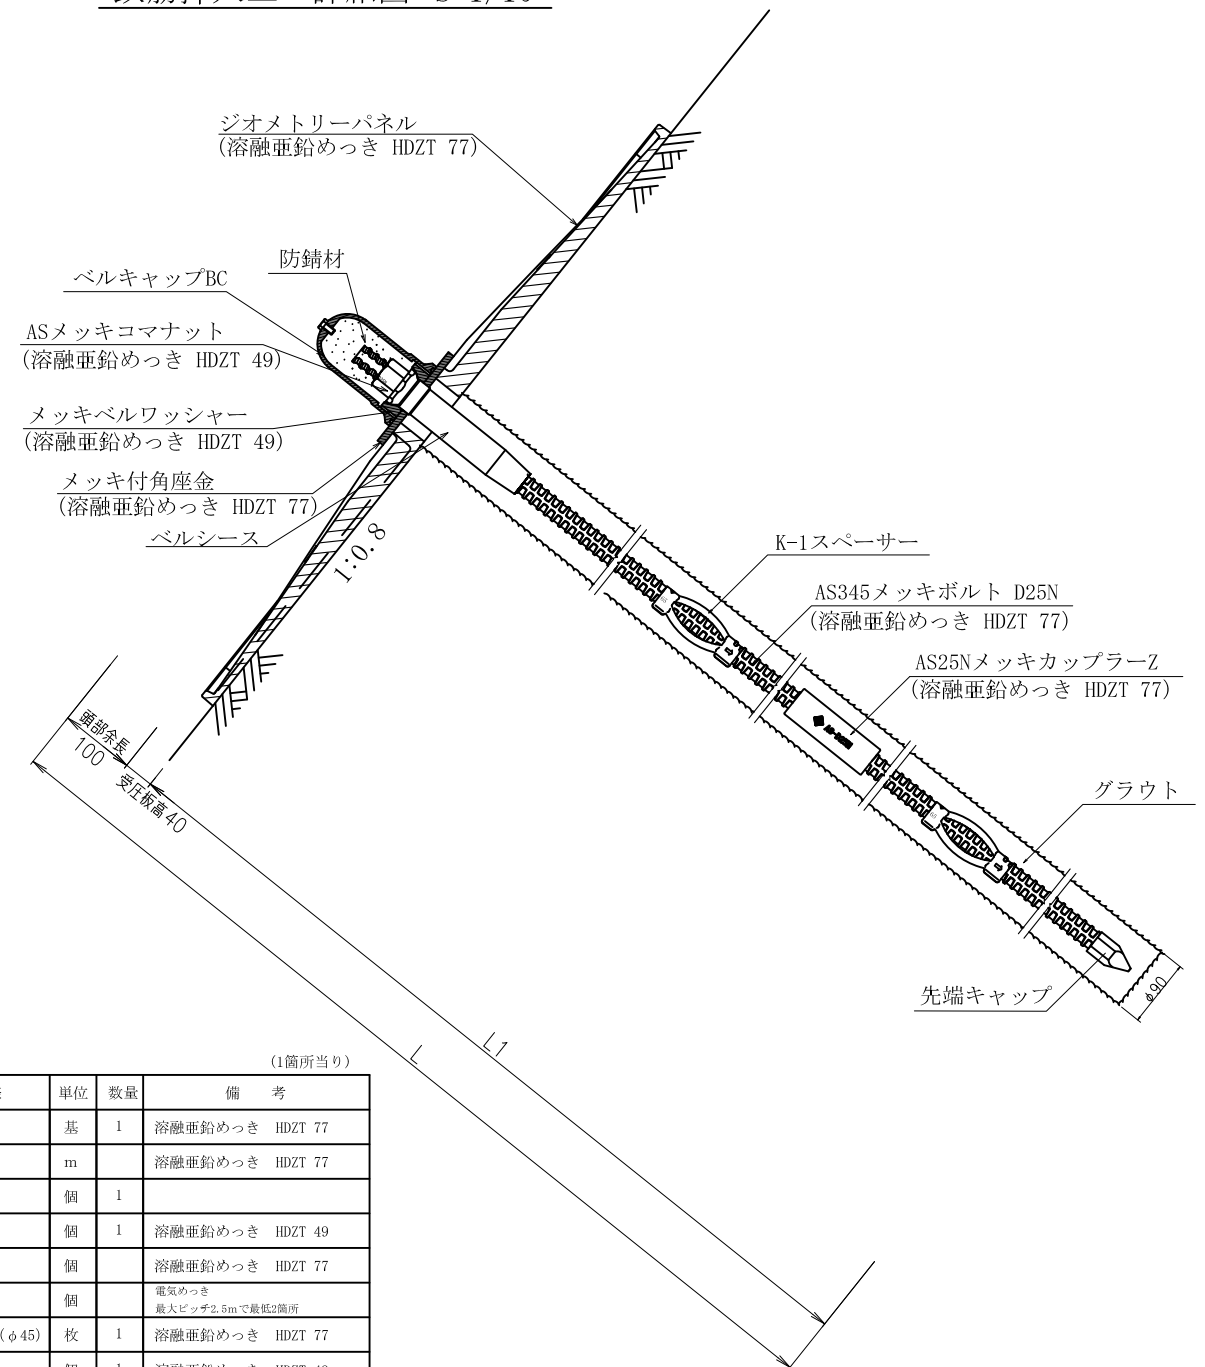 ジオメトリーパネル
(溶融亜鉛めっき HDZT 77)
防錆材
ベルキャップBC
ASメッキコマナット
(溶融亜鉛めっき HDZT 49)
メッキベルワッシャー
(溶融亜鉛めっき HDZT 49)
メッキ付角座金
(溶融亜鉛めっき HDZT 77)
ベルシース
1:0.8
K-1スペーサー
AS345メッキボルト D25N
(溶融亜鉛めっき HDZT 77)
AS25NメッキカップラーZ
(溶融亜鉛めっき HDZT 77)
グラウト
先端キャップ
φ90
頭部余長
100
受圧板高40
L1
L
(1箇所当り)
単位 数量 備 考
基 1 溶融亜鉛めっき HDZT 77
m 溶融亜鉛めっき HDZT 77
個 1
個 1 溶融亜鉛めっき HDZT 49
個 溶融亜鉛めっき HDZT 77
個 電気めっき
最大ピッチ2.5mで最低2箇所
(φ45) 枚 1 溶融亜鉛めっき HDZT 77